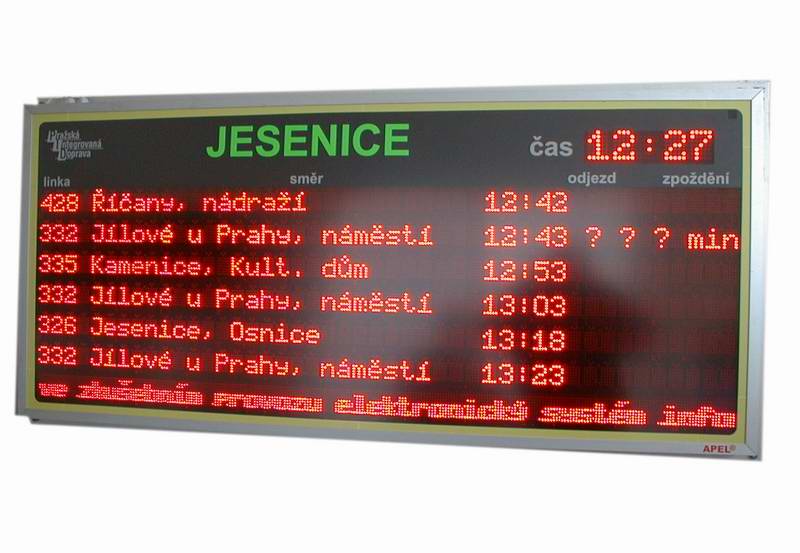 Pražská
Integrovaná
Doprava
JESENICE
čas 12:27
linka směr odjezd zpoždění
428 Říčany, nádraží 12:42
332 Jílové u Prahy, náměstí 12:43 ? ? ? min
335 Kamenice, Kult. dům 12:53
332 Jílové u Prahy, náměstí 13:03
326 Jesenice, Osnice 13:18
332 Jílové u Prahy, náměstí 13:23
ve zkušebním provozu elektronický systém info
APEL®